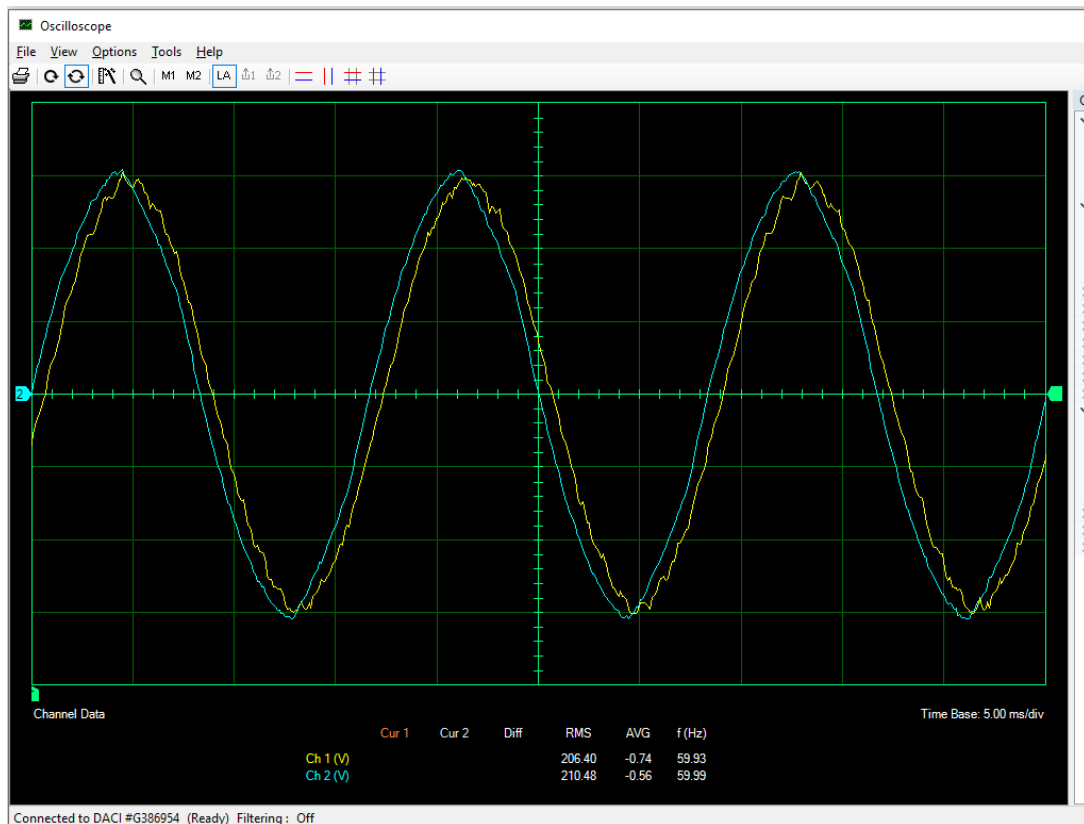 Oscilloscope
File View Options Tools Help
M1 M2 LA 1 2
2
Channel Data Time Base: 5.00 ms/div
Cur 1 Cur 2 Diff RMS AVG f (Hz)
Ch 1 (V) 206.40 -0.74 59.93
Ch 2 (V) 210.48 -0.56 59.99
Connected to DACI #G386954 (Ready) Filtering : Off